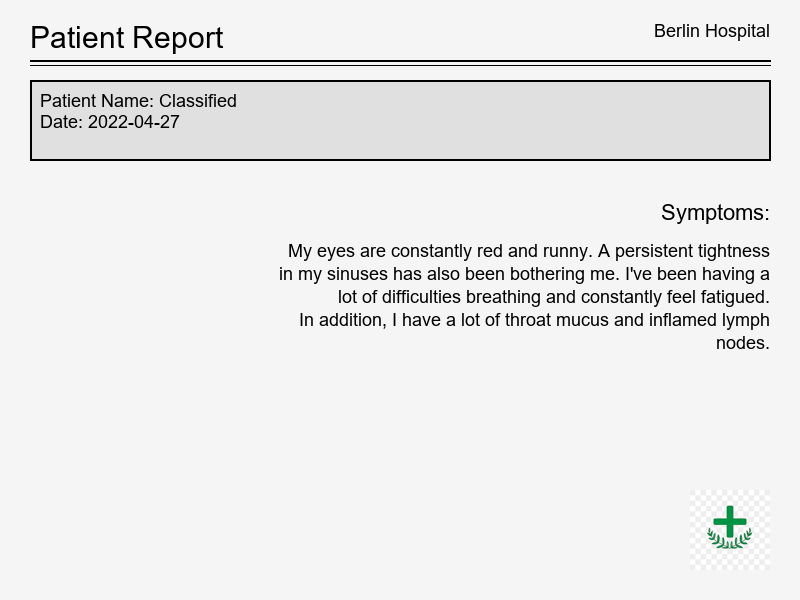 Patient Report
Berlin Hospital
Patient Name: Classified
Date: 2022-04-27
Symptoms:
My eyes are constantly red and runny. A persistent tightness
in my sinuses has also been bothering me. I've been having a
lot of difficulties breathing and constantly feel fatigued.
In addition, I have a lot of throat mucus and inflamed lymph
nodes.